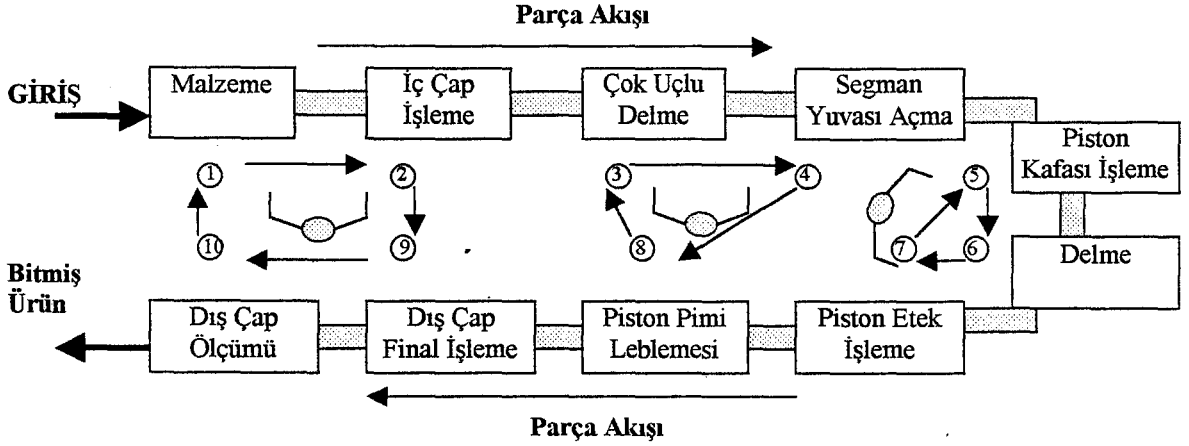 Parça Akışı
GİRİŞ
Malzeme
İç Çap
İşleme
Çok Uçlu
Delme
Segman
Yuvası Açma
Piston
Kafası İşleme
1
2
3
4
5
10
9
8
7
6
Delme
Bitmiş
Ürün
Dış Çap
Ölçümü
Dış Çap
Final İşleme
Piston Pimi
Leblemesi
Piston Etek
İşleme
Parça Akışı